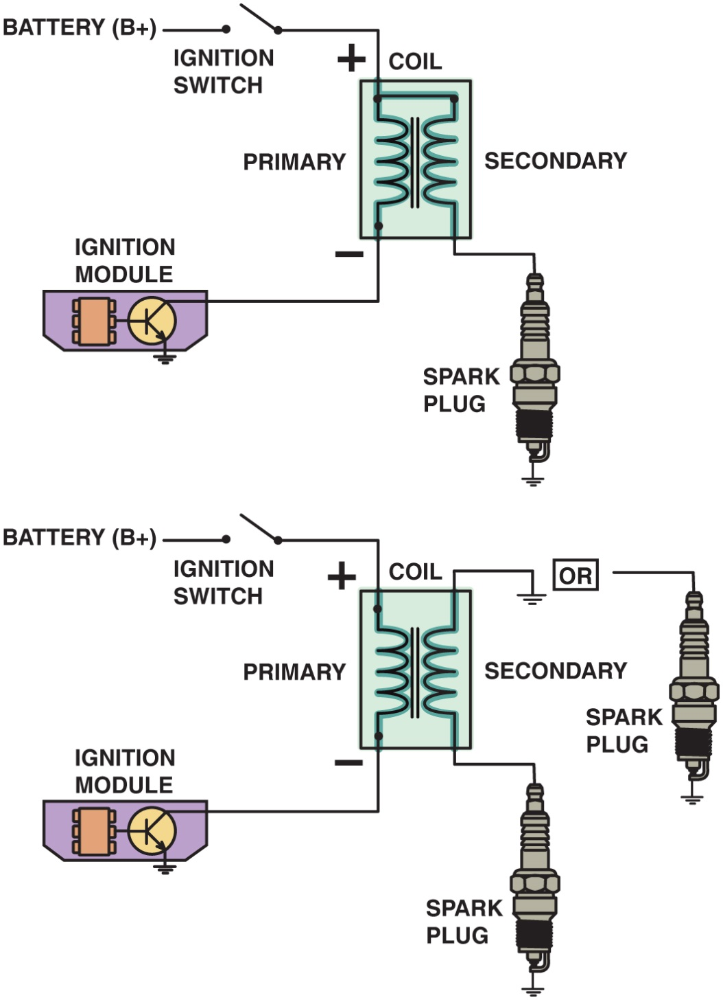 BATTERY (B+)
IGNITION
SWITCH
+
COIL
PRIMARY
SECONDARY
−
IGNITION
MODULE
SPARK
PLUG
BATTERY (B+)
IGNITION
SWITCH
+
COIL
OR
PRIMARY
SECONDARY
SPARK
PLUG
−
IGNITION
MODULE
SPARK
PLUG